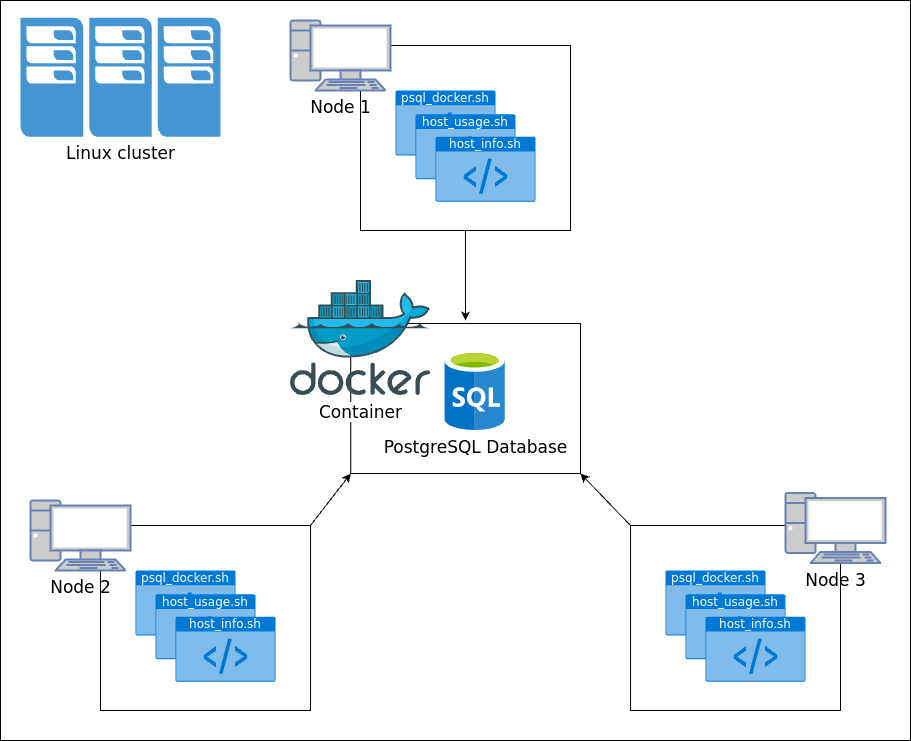 Linux cluster
Node 1
psql_docker.sh
host_usage.sh
host_info.sh
</>
docker
Container
SQL
PostgreSQL Database
Node 2
psql_docker.sh
host_usage.sh
host_info.sh
</>
Node 3
psql_docker.sh
host_usage.sh
host_info.sh
</>